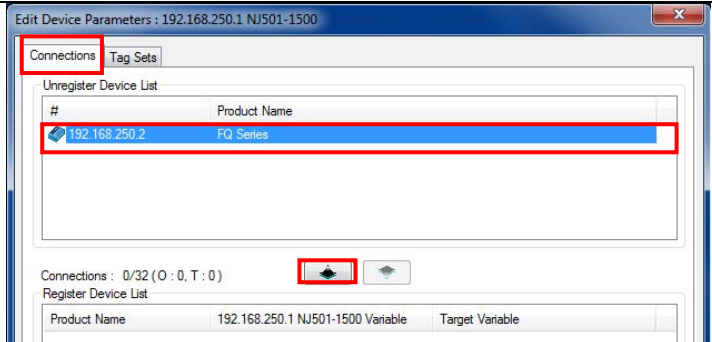 Edit Device Parameters : 192.168.250.1 NJ501-1500
Connections Tag Sets
Unregister Device List
# Product Name
192.168.250.2 FQ Series
Connections : 0/32 ( O : 0, T : 0 )
Register Device List
Product Name 192.168.250.1 NJ501-1500 Variable Target Variable